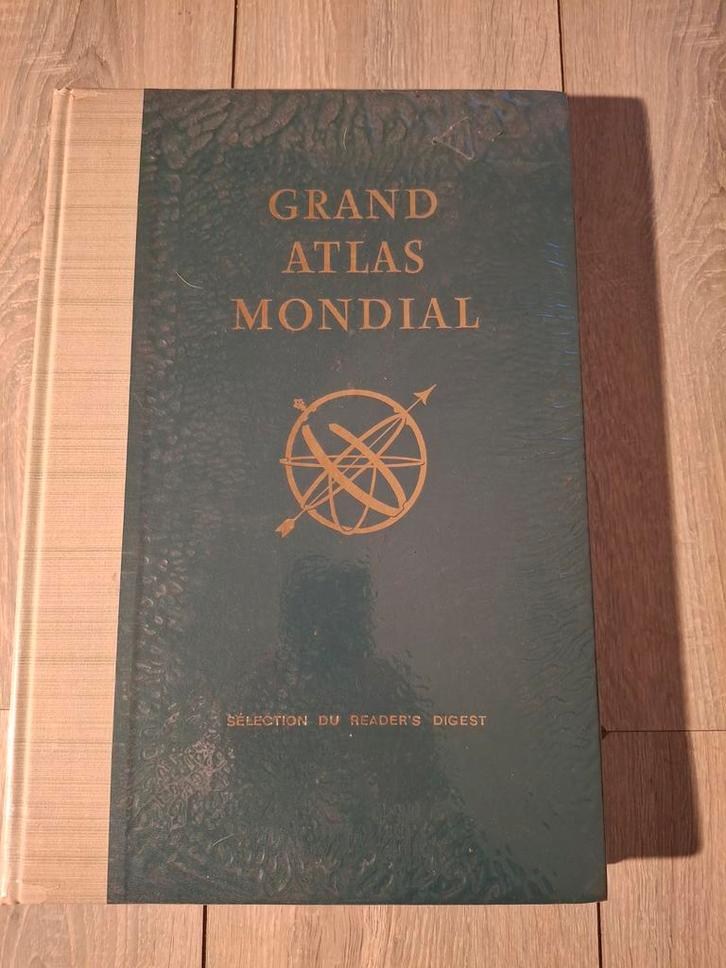 GRAND
ATLAS
MONDIAL
SÉLECTION DU READER'S DIGEST